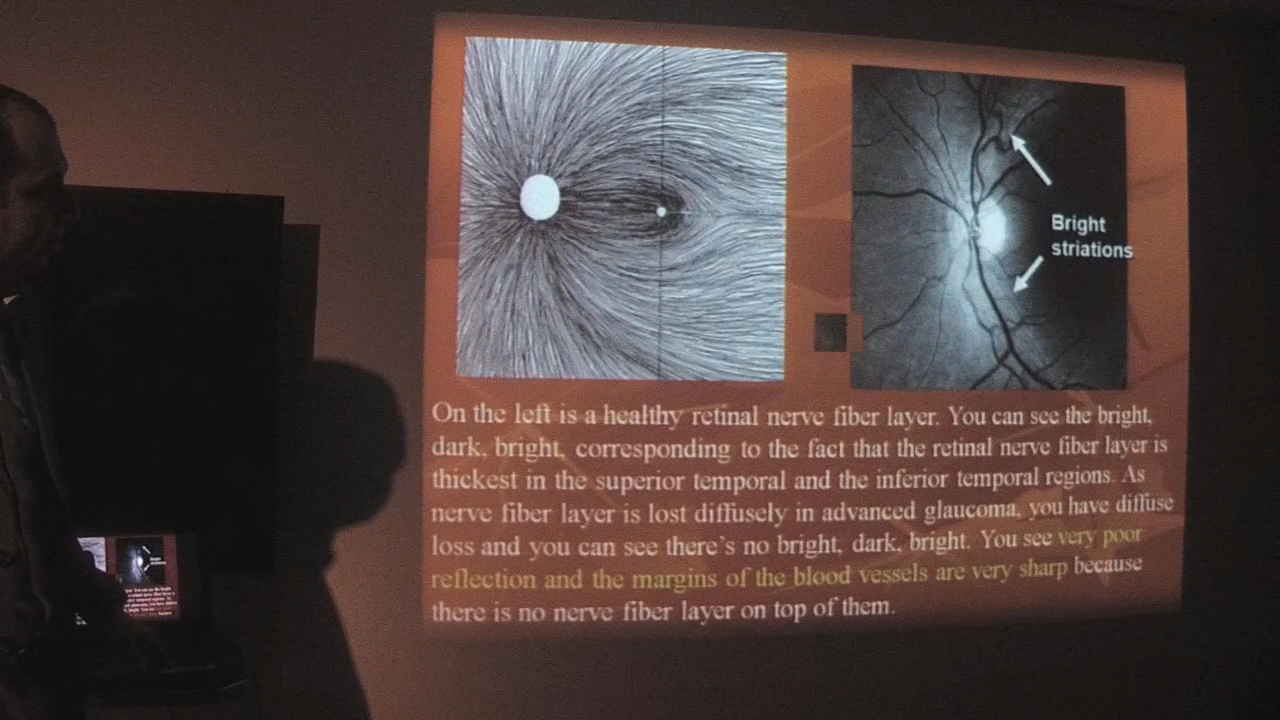 Bright
striations
On the left is a healthy retinal nerve fiber layer. You can see the bright,
dark, bright, corresponding to the fact that the retinal nerve fiber layer is
thickest in the superior temporal and the inferior temporal regions. As
nerve fiber layer is lost diffusely in advanced glaucoma, you have diffuse
loss and you can see there's no bright, dark, bright. You see very poor
reflection and the margins of the blood vessels are very sharp because
there is no nerve fiber layer on top of them.